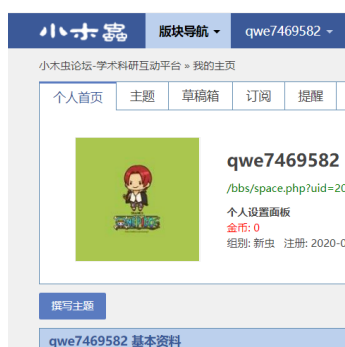 小木虫
版块导航
qwe7469582
小木虫论坛-学术科研互动平台 » 我的主页
个人首页
主题
草稿箱
订阅
提醒
qwe7469582
/bbs/space.php?uid=20
个人设置面板
金币: 0
组别: 新虫 注册: 2020-0
撰写主题
qwe7469582 基本资料